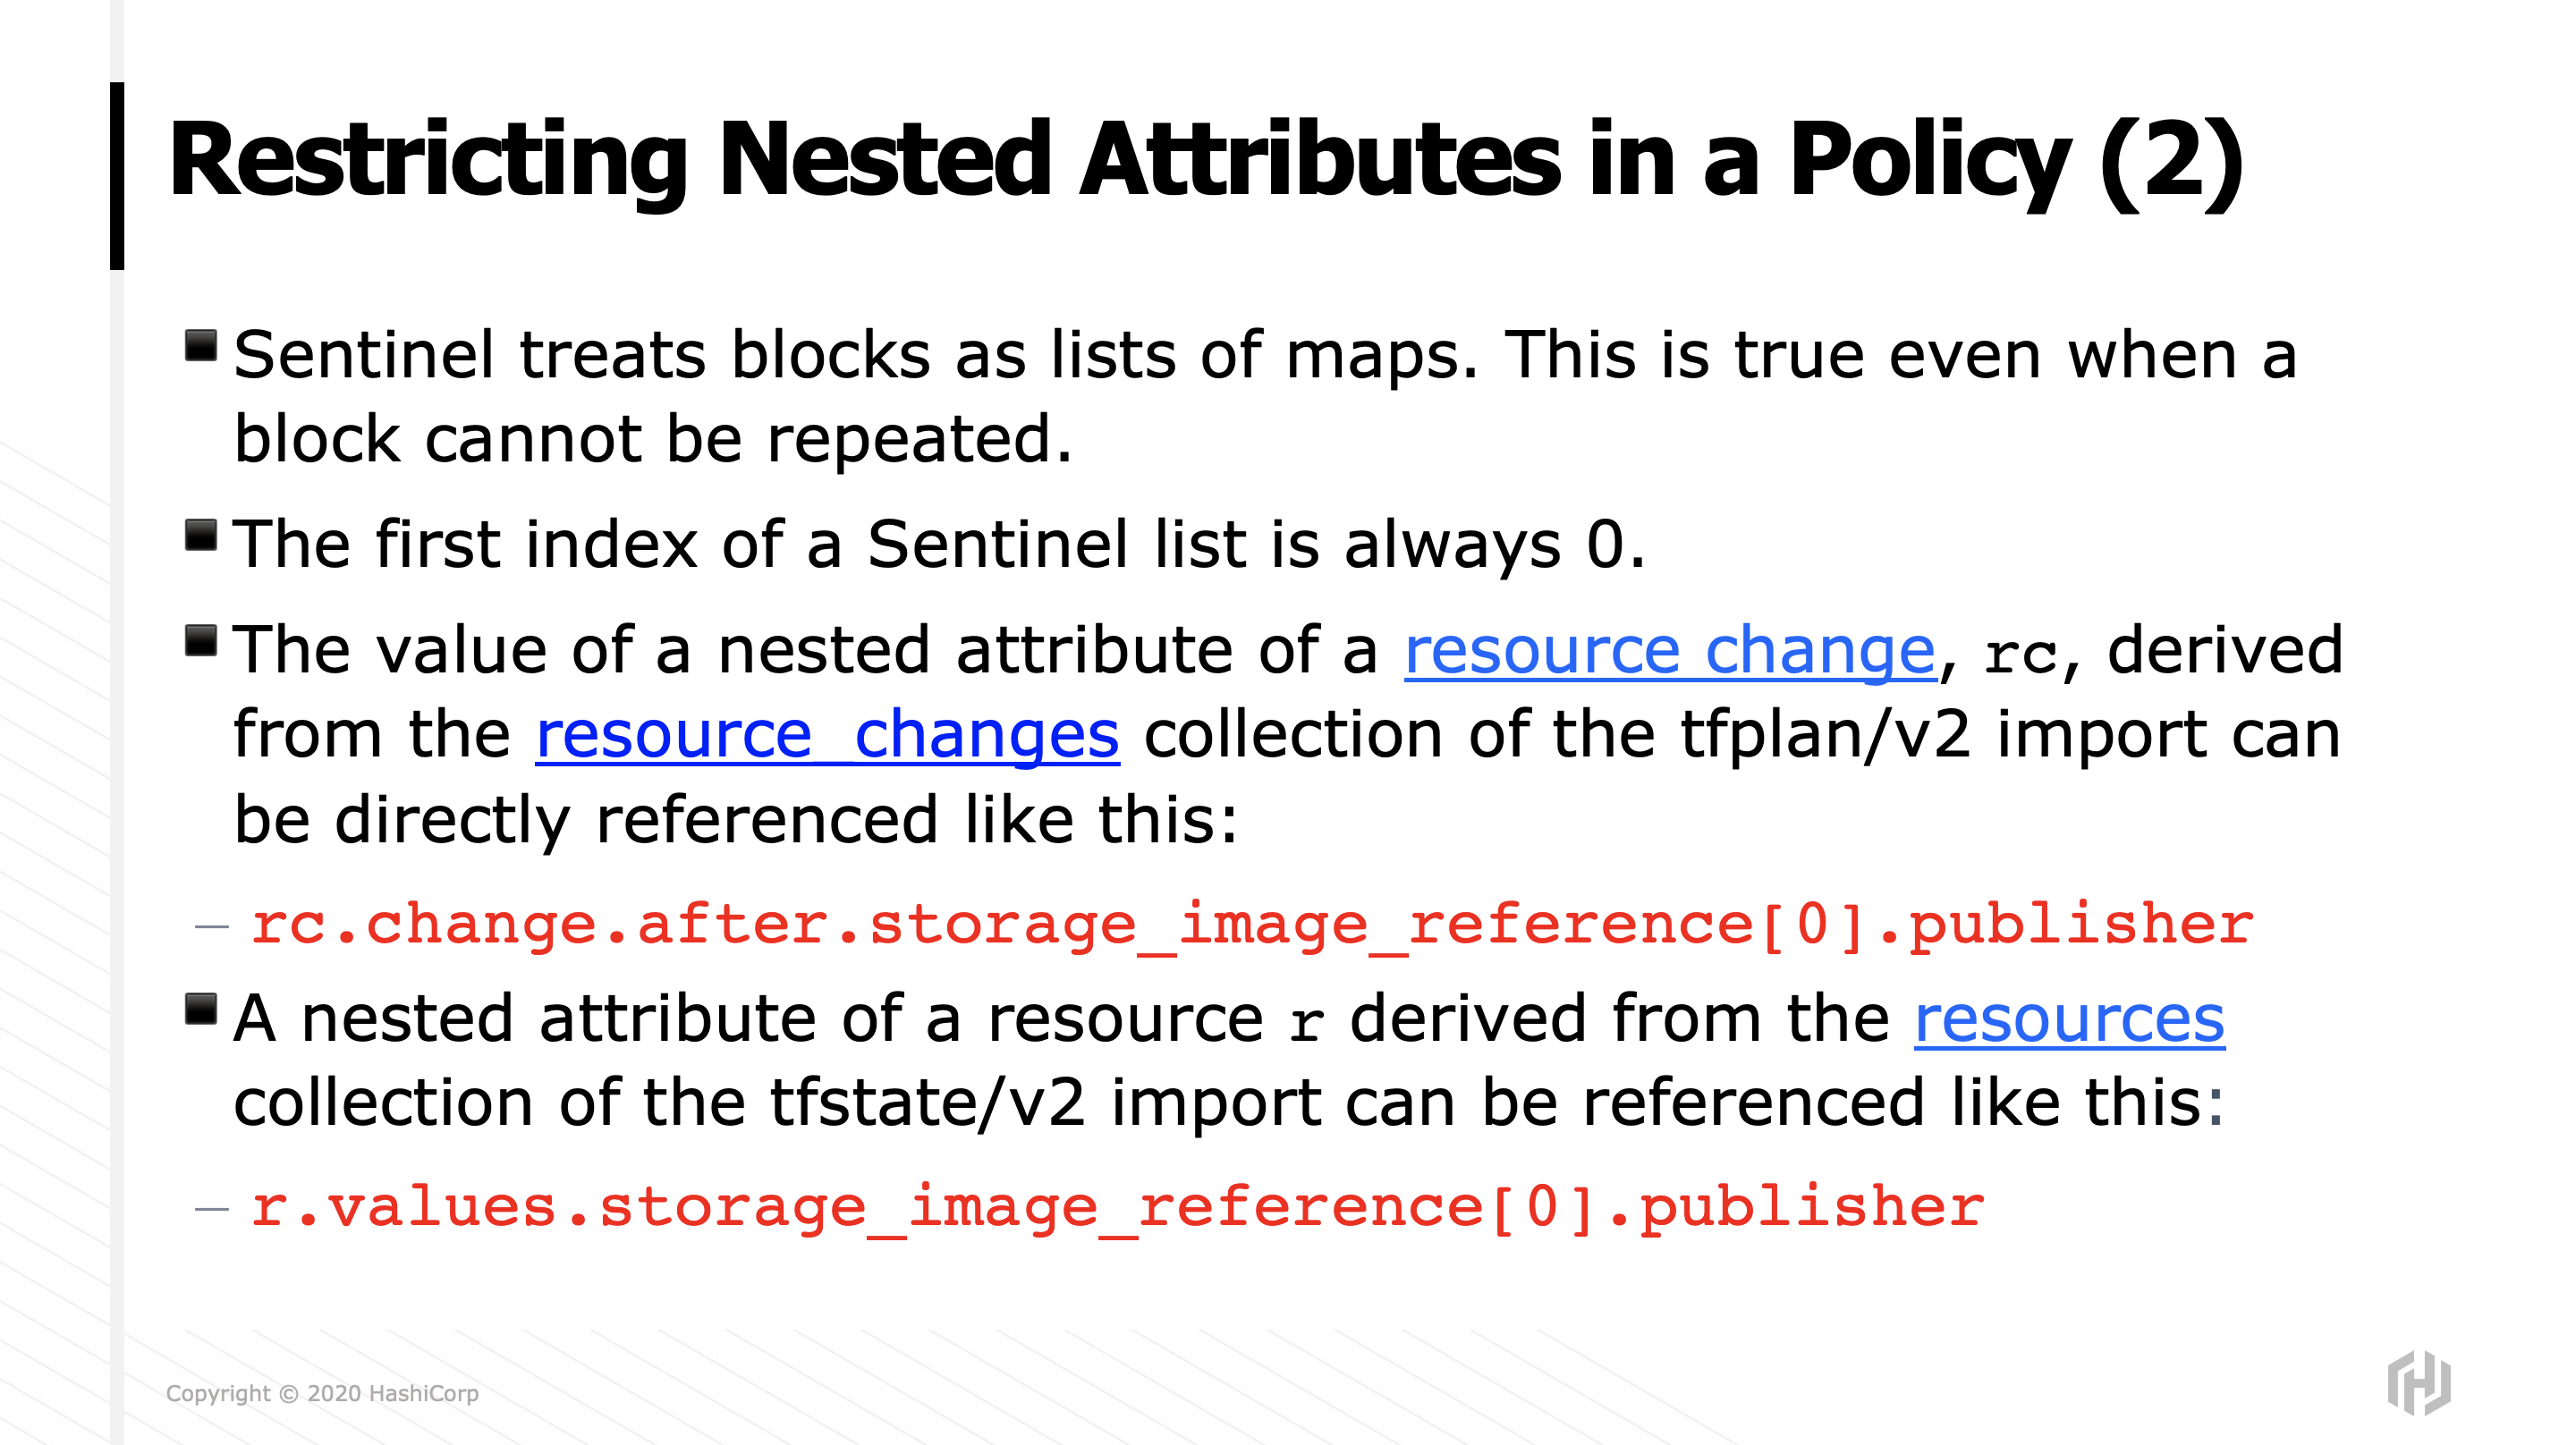 Restricting Nested Attributes in a Policy (2)
▪ Sentinel treats blocks as lists of maps. This is true even when a
block cannot be repeated.
▪ The first index of a Sentinel list is always 0.
▪ The value of a nested attribute of a resource change, rc, derived
from the resource_changes collection of the tfplan/v2 import can
be directly referenced like this:
– rc.change.after.storage_image_reference[0].publisher
▪ A nested attribute of a resource r derived from the resources
collection of the tfstate/v2 import can be referenced like this:
– r.values.storage_image_reference[0].publisher
Copyright © 2020 HashiCorp